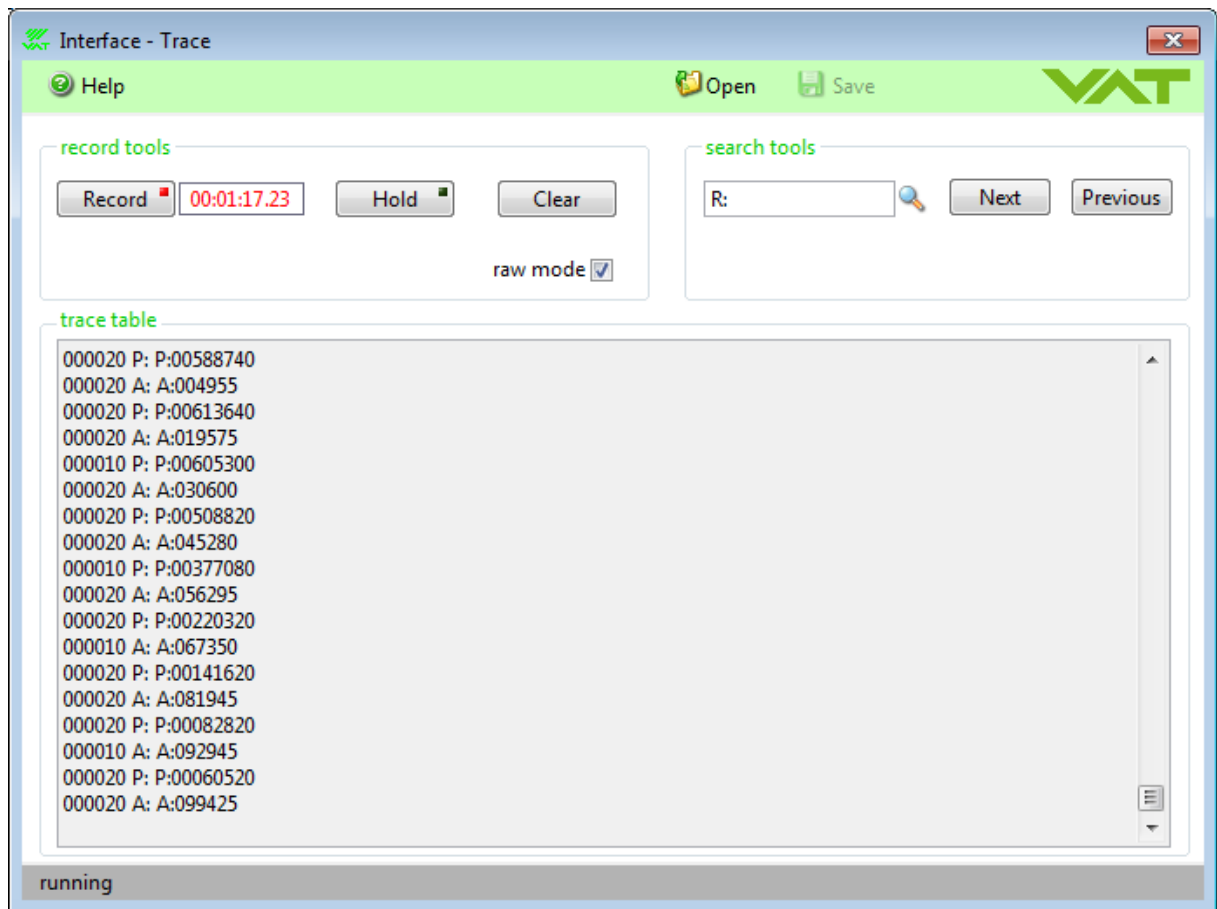 VAT Interface - Trace
Help Open Save VAT
record tools
Record 00:01:17.23 Hold Clear
raw mode
search tools
R: Next Previous
trace table
000020 P: P:00588740
000020 A: A:004955
000020 P: P:00613640
000020 A: A:019575
000010 P: P:00605300
000020 A: A:030600
000020 P: P:00508820
000020 A: A:045280
000010 P: P:00377080
000020 A: A:056295
000020 P: P:00220320
000010 A: A:067350
000020 P: P:00141620
000020 A: A:081945
000020 P: P:00082820
000010 A: A:092945
000020 P: P:00060520
000020 A: A:099425
running